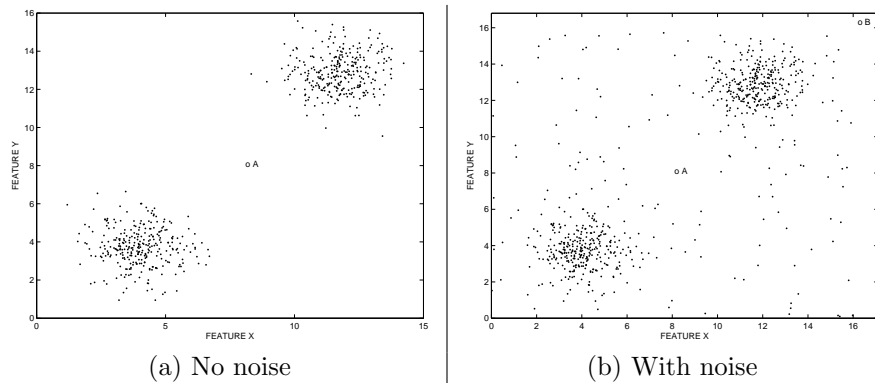 16
14
12
10
8
6
4
2
0
FEATURE Y
A
0 5 10 15
FEATURE X
(a) No noise
16
14
12
10
8
6
4
2
0
FEATURE Y
B
A
0 2 4 6 8 10 12 14 16
FEATURE X
(b) With noise